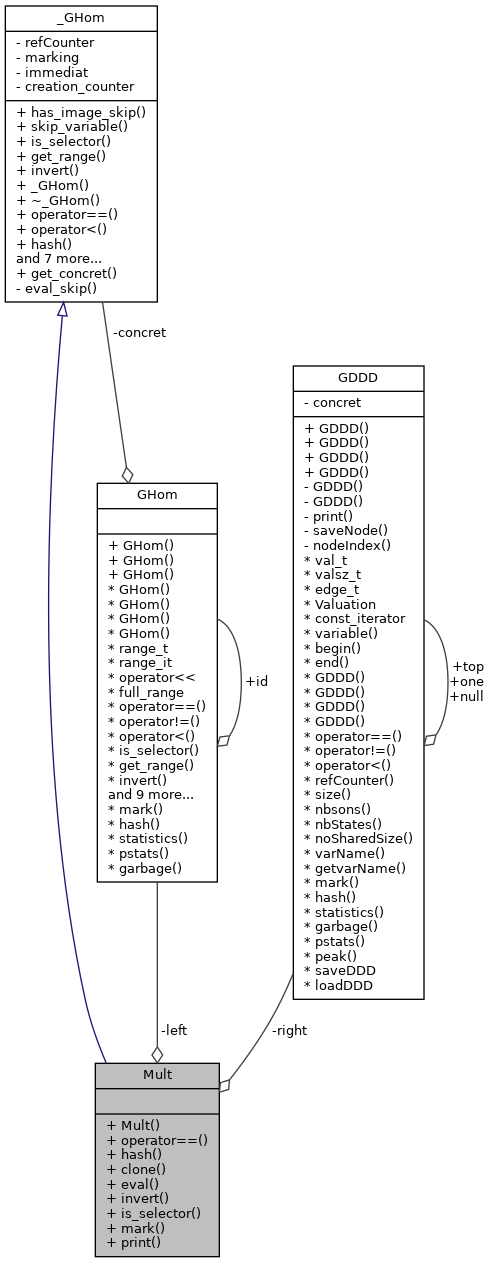 _GHom
- refCounter
- marking
- immediat
- creation_counter
+ has_image_skip()
+ skip_variable()
+ is_selector()
+ get_range()
+ invert()
+ _GHom()
+ ~_GHom()
+ operator==()
+ operator<()
+ hash()
and 7 more...
+ get_concret()
- eval_skip()
-concret
GHom
+ GHom()
+ GHom()
+ GHom()
* GHom()
* GHom()
* GHom()
* GHom()
* range_t
* range_it
* operator<<
* full_range
* operator==()
* operator!=()
* operator<()
* is_selector()
* get_range()
* invert()
and 9 more...
* mark()
* hash()
* statistics()
* pstats()
* garbage()
+id
GDDD
- concret
+ GDDD()
+ GDDD()
+ GDDD()
+ GDDD()
- GDDD()
- GDDD()
- print()
- saveNode()
- nodeIndex()
* val_t
* valsz_t
* edge_t
* Valuation
* const_iterator
* variable()
* begin()
* end()
* GDDD()
* GDDD()
* GDDD()
* GDDD()
* operator==()
* operator!=()
* operator<()
* refCounter()
* size()
* nbsons()
* nbStates()
* noSharedSize()
* varName()
* getvarName()
* mark()
* hash()
* statistics()
* garbage()
* pstats()
* peak()
* saveDDD
* loadDDD
+top
+one
+null
-left
-right
Mult
+ Mult()
+ operator==()
+ hash()
+ clone()
+ eval()
+ invert()
+ is_selector()
+ mark()
+ print()